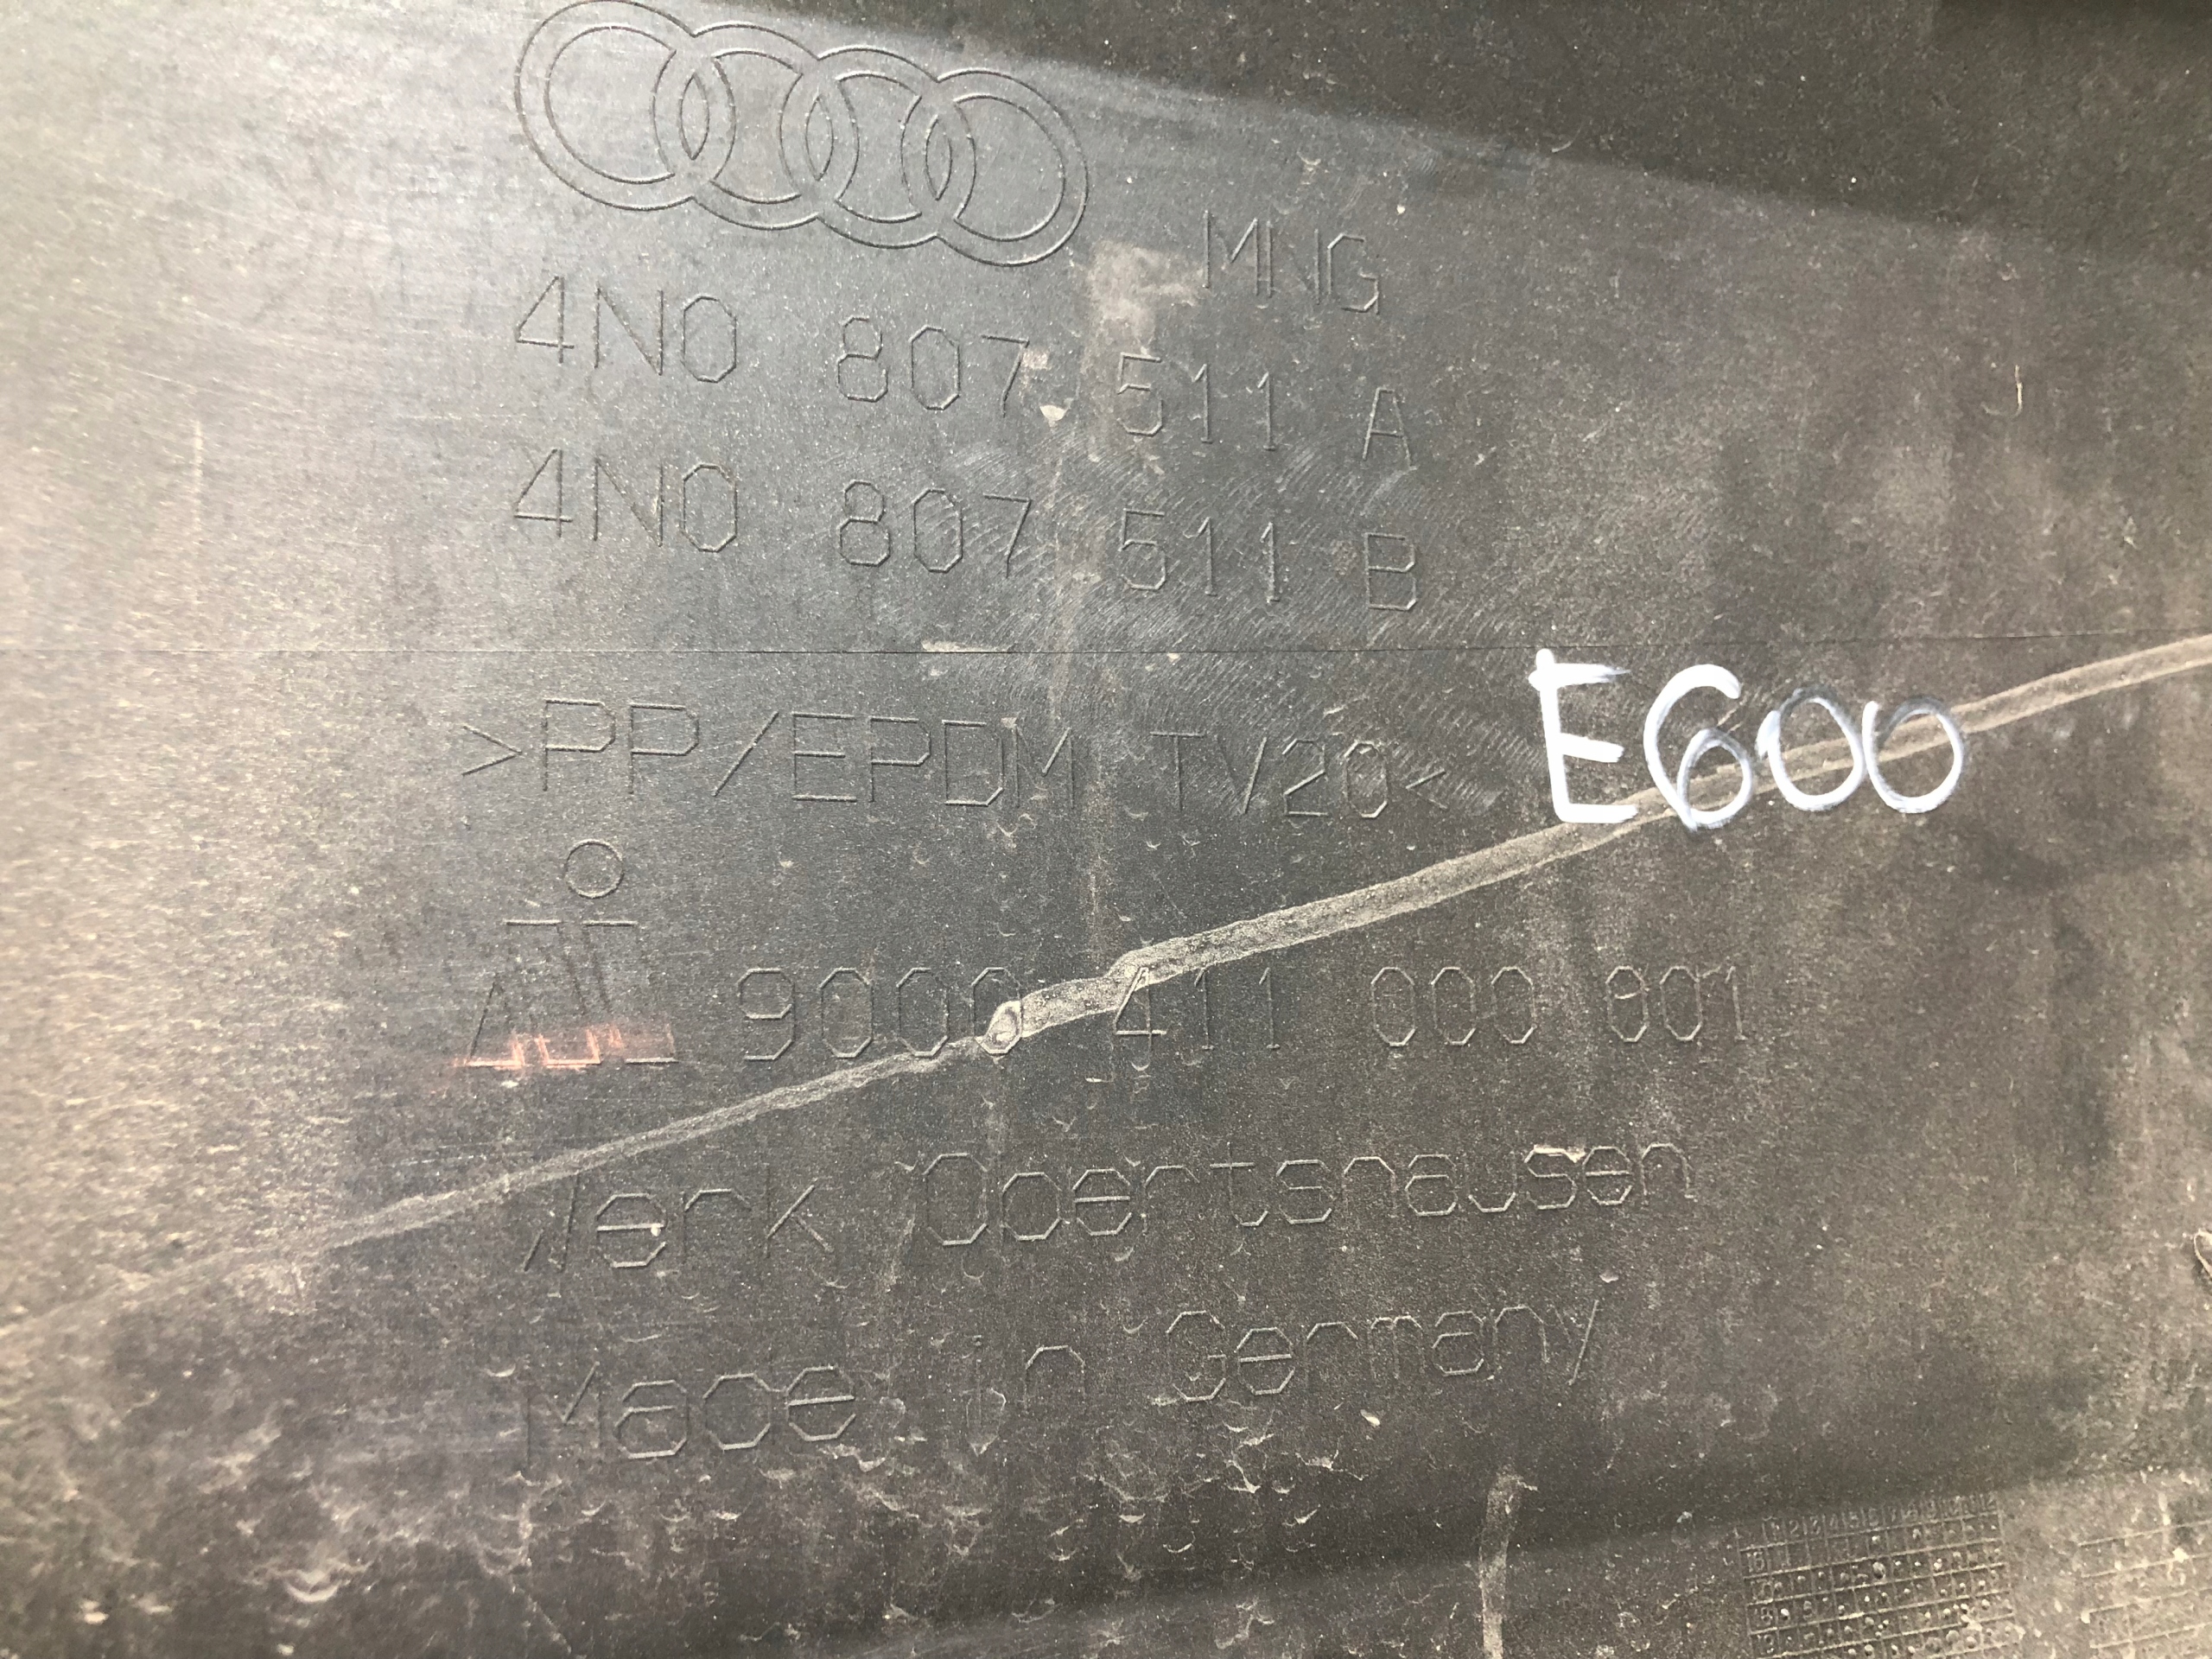 MNG
4N0 807 511 A
4N0 807 511 B
>PP/EPDM TV20<
E600
9000 411 000 001
Werk Obertshausen
Made in Germany